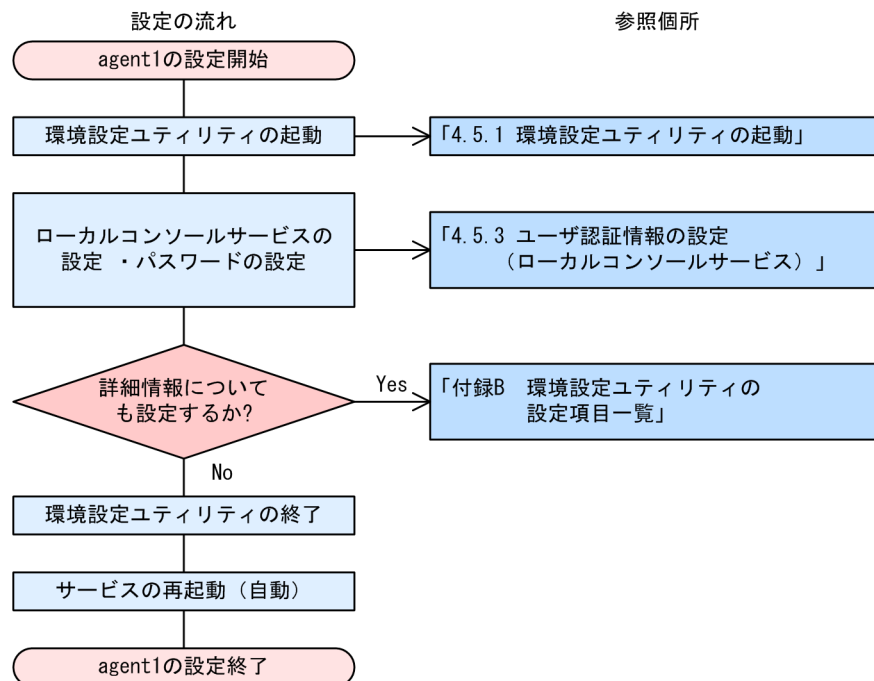 設定の流れ
参照個所
agent1の設定開始
環境設定ユティリティの起動
「4.5.1 環境設定ユティリティの起動」
ローカルコンソールサービスの
設定 ・パスワードの設定
「4.5.3 ユーザ認証情報の設定
（ローカルコンソールサービス）」
詳細情報について
も設定するか?
Yes
「付録B　環境設定ユティリティの
設定項目一覧」
No
環境設定ユティリティの終了
サービスの再起動（自動）
agent1の設定終了